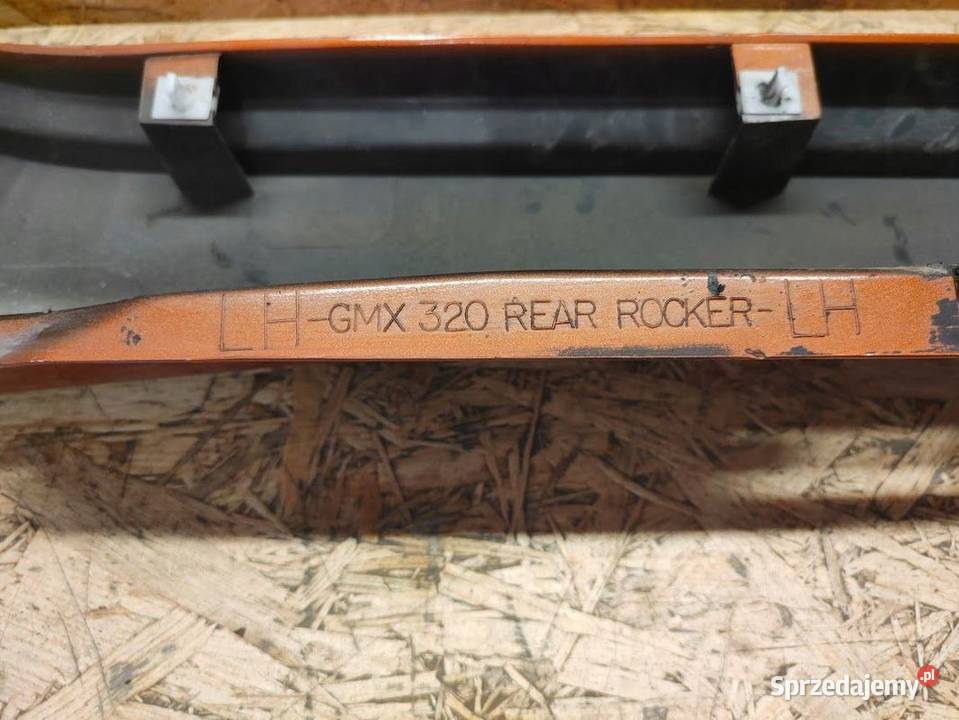 LH-GMX 320 REAR ROCKER-LH
Sprzedajemy.pl